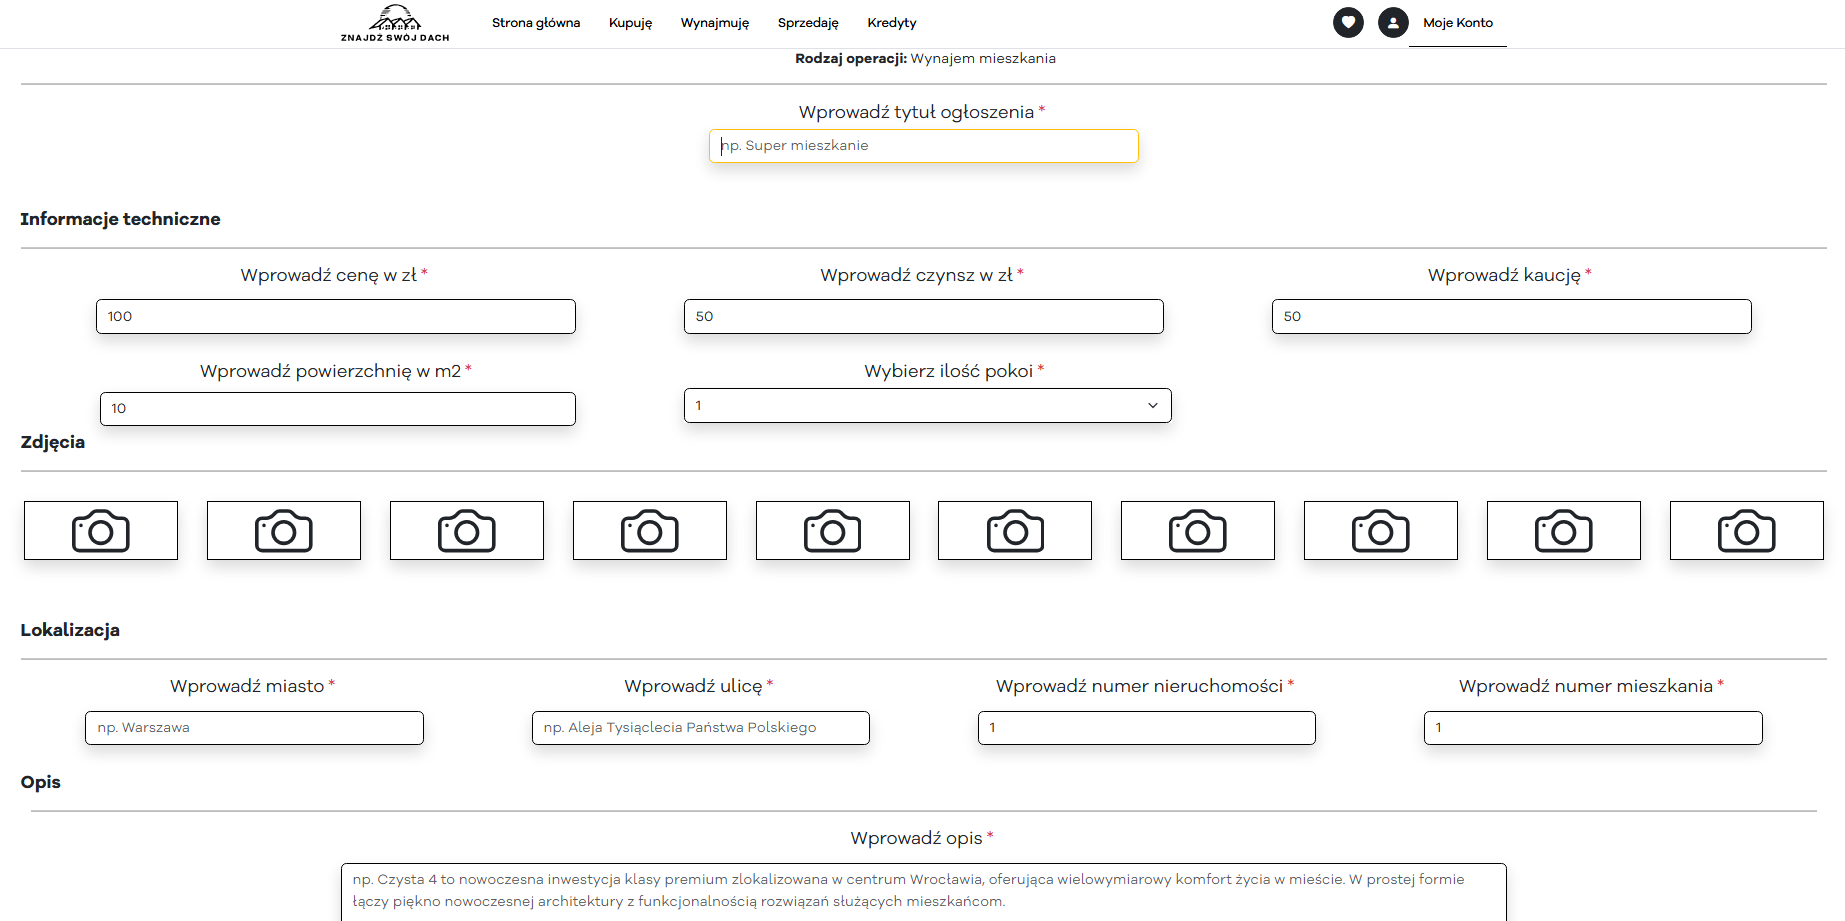 ZNAJDŹ SWÓJ DACH
Strona główna
Kupuję
Wynajmuję
Sprzedaję
Kredyty
Moje Konto
Rodzaj operacji: Wynajem mieszkania
Wprowadź tytuł ogłoszenia *
np. Super mieszkanie
Informacje techniczne
Wprowadź cenę w zł *
Wprowadź czynsz w zł *
Wprowadź kaucję *
100
50
50
Wprowadź powierzchnię w m2 *
Wybierz ilość pokoi *
10
1
Zdjęcia
Lokalizacja
Wprowadź miasto *
Wprowadź ulicę *
Wprowadź numer nieruchomości *
Wprowadź numer mieszkania *
np. Warszawa
np. Aleja Tysiąclecia Państwa Polskiego
1
1
Opis
Wprowadź opis *
np. Czysta 4 to nowoczesna inwestycja klasy premium zlokalizowana w centrum Wrocławia, oferująca wielowymiarowy komfort życia w mieście. W prostej formie
łączy piękno nowoczesnej architektury z funkcjonalnością rozwiązań służących mieszkańcom.